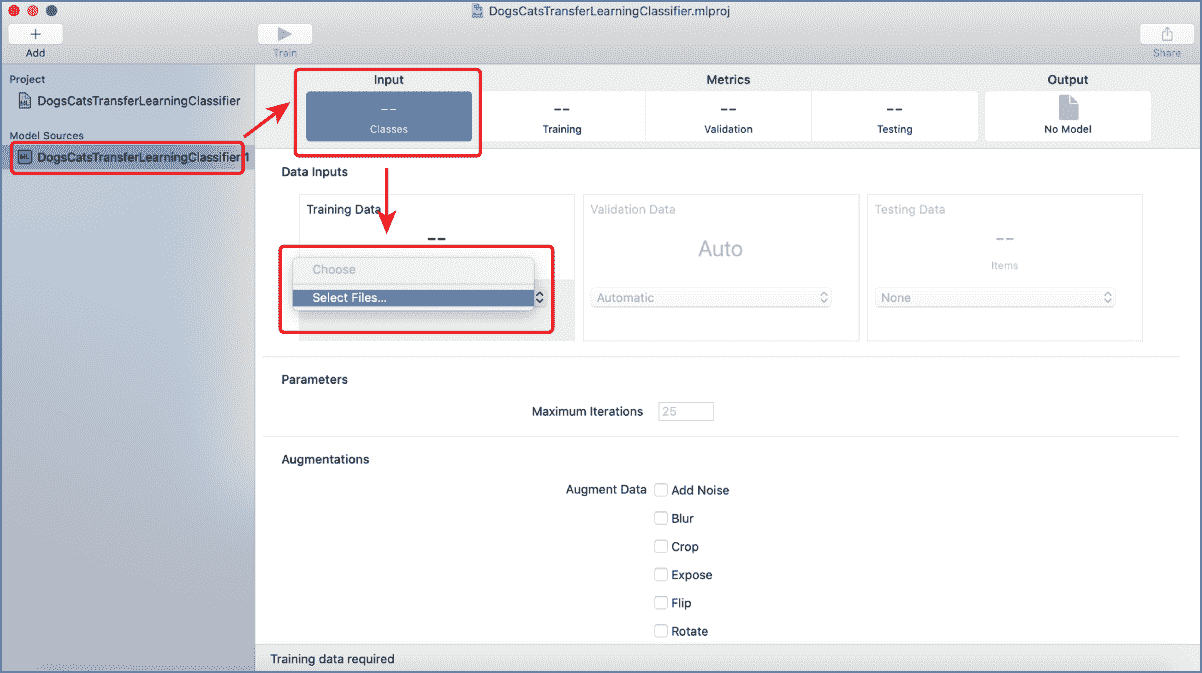 DogsCatsTransferLearningClassifier.mlproj
+
Add
Train
Share
Project
DogsCatsTransferLearningClassifier
Model Sources
ML DogsCatsTransferLearningClassifier 1
Input
Metrics
Output
--
Classes
--
Training
--
Validation
--
Testing
No Model
Data Inputs
Training Data
--
Choose
Select Files...
Validation Data
Auto
Automatic
Testing Data
--
Items
None
Parameters
Maximum Iterations 25
Augmentations
Augment Data Add Noise
Blur
Crop
Expose
Flip
Rotate
Training data required